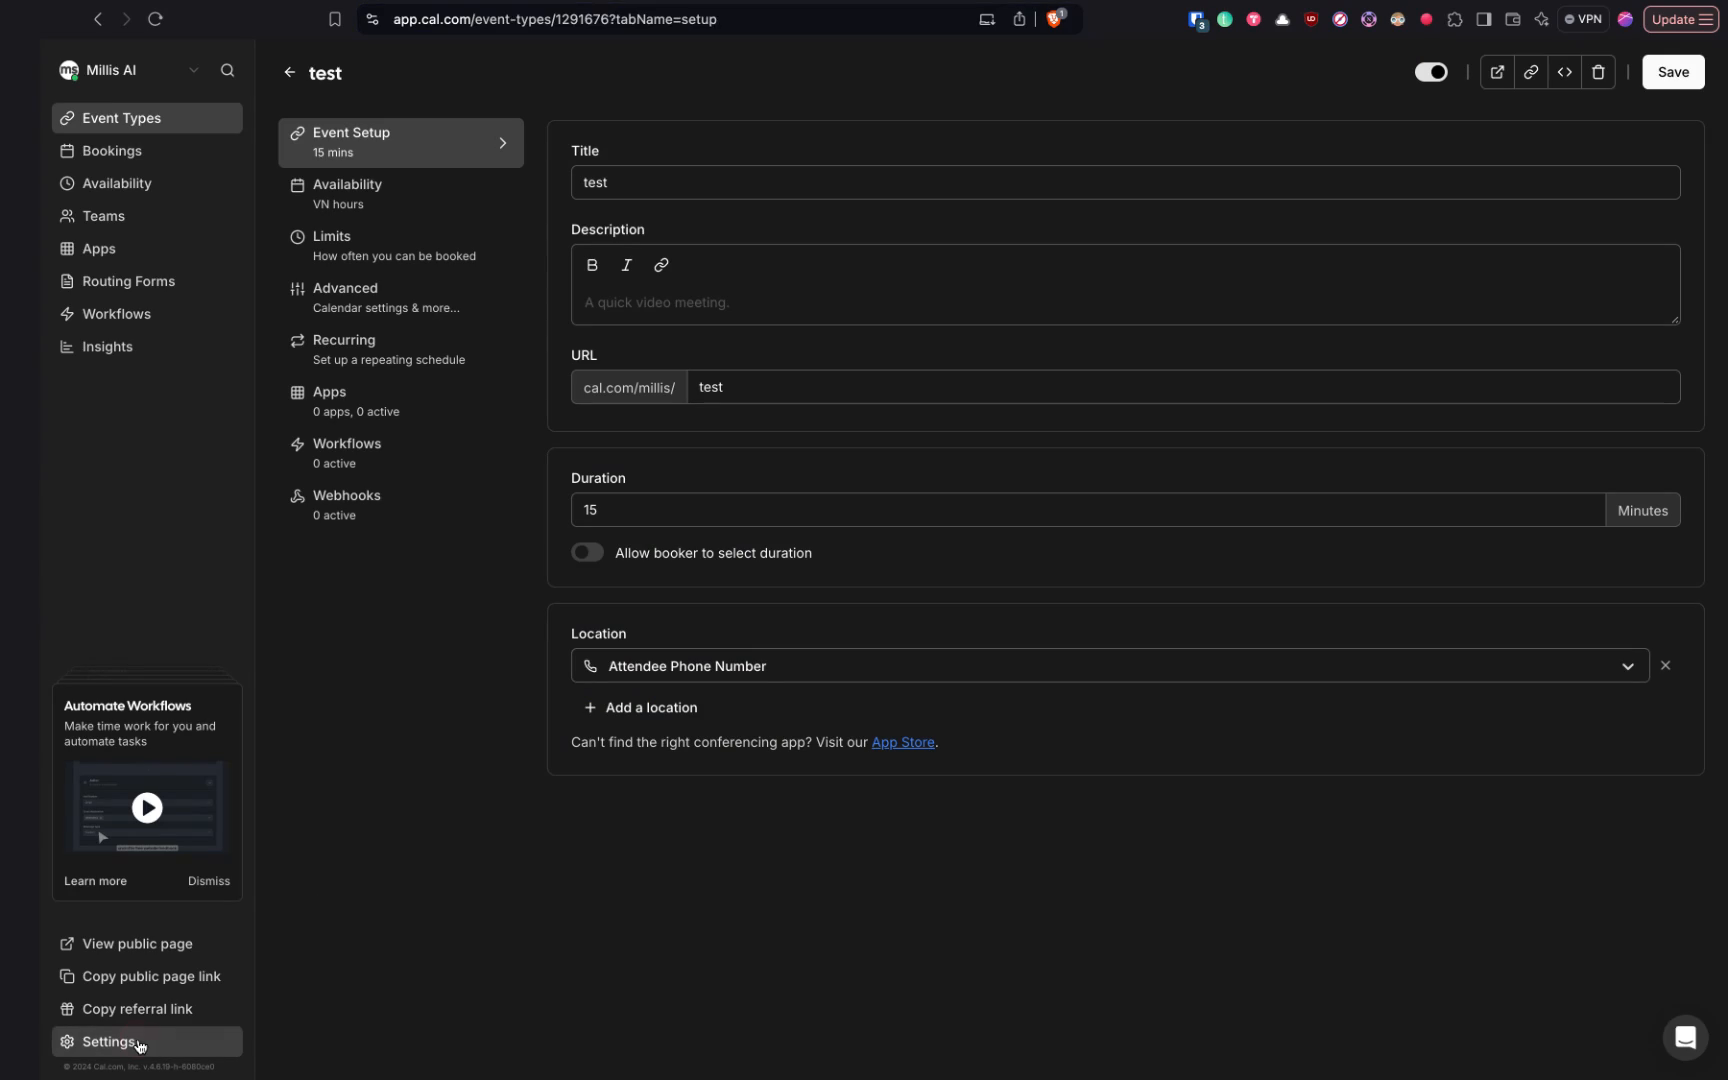 app.cal.com/event-types/1291676?tabName=setup
1
3
UD
VPN
Update
ms
Millis AI
Event Types
Bookings
Availability
Teams
Apps
Routing Forms
Workflows
Insights
Automate Workflows
Make time work for you and
automate tasks
Learn more
Dismiss
View public page
Copy public page link
Copy referral link
Settings
© 2024 Cal.com, Inc. v.4.6.19-h-6080ce0
test
Save
Event Setup
15 mins
Availability
VN hours
Limits
How often you can be booked
Advanced
Calendar settings & more...
Recurring
Set up a repeating schedule
Apps
0 apps, 0 active
Workflows
0 active
Webhooks
0 active
Title
test
Description
B I
A quick video meeting.
URL
cal.com/millis/ test
Duration
15 Minutes
Allow booker to select duration
Location
Attendee Phone Number
Add a location
Can't find the right conferencing app? Visit our App Store.